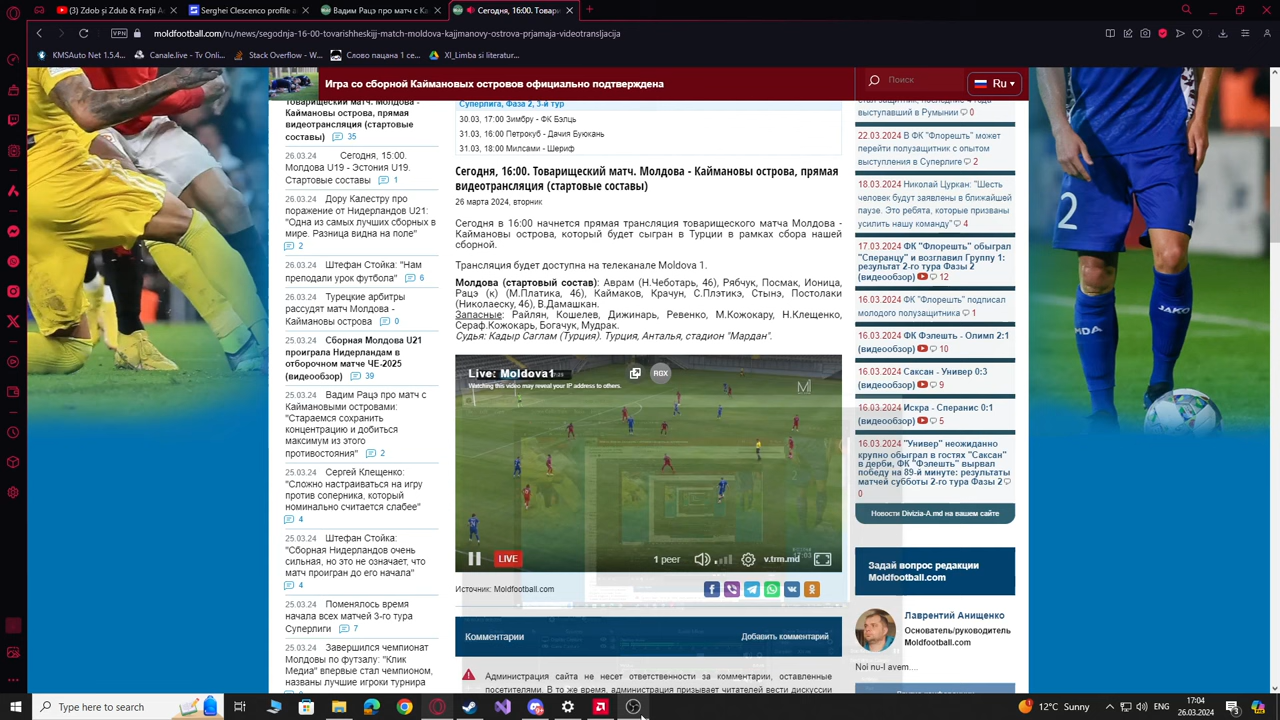 (3) Zdob și Zdub & Frații A
Serghei Clescenko profile a
Сегодня про матч с Кайман
(2) Молдова - Кайманов
Сегодня, 16:00. Товари
VPN
moldfootball.com/ru/news/segodnja-16-00-tovarishheskijj-match-moldova-kajjmanovy-ostrova-prjamaja-videotransljacija
KMSAuto Net 1.5.4...
Canale.live - Tv Onli...
Stack Overflow - W...
Слово пацана 1 се...
XI_Limba si literatur...
Игра со сборной Каймановых островов официально подтверждена
Поиск
Ru
Товарищеский матч. Молдова -
Каймановы острова, прямая
видеотрансляция (стартовые
составы) 35
26.03.24 Сегодня, 15:00.
Молдова U19 - Эстония U19.
Стартовые составы 1
26.03.24 Дору Калестру про
поражение от Нидерландов U21:
"Одна из самых лучших сборных в
мире. Разница видна на поле"
2
26.03.24 Штефан Стойка: "Нам
преподали урок футбола" 6
26.03.24 Турецкие арбитры
рассудят матч Молдова -
Каймановы острова 0
26.03.24 Сборная Молдова U21
проиграла Нидерландам в
отборочном матче ЧЕ-2025
(видеообзор) 39
26.03.24 Вадим Рацэ про матч с
Каймановыми островами:
"Стараемся сохранить
концентрацию и добиться
максимум из этого
противостояния" 2
25.03.24 Сергей Клещенко:
"Сложно настраиваться на игру
против соперника, который
номинально считается слабее"
4
25.03.24 Штефан Стойка:
"Сборная Нидерландов очень
сильная, но это не означает, что
матч проигран до его начала"
4
25.03.24 Поменялось время
начала всех матчей 3-го тура
Суперлиги 7
25.03.24 Завершился чемпионат
Молдовы по футзалу: "Клик
Медиа" впервые стал чемпионом,
названы лучшие игроки турнира
Суперлига, Фаза 2, 3-й тур
30.03, 17:00 Зимбру - ФК Бэлць
31.03, 16:00 Петрокуб - Дачия Буюкань
31.03, 18:00 Милсами - Шериф
Сегодня, 16:00. Товарищеский матч. Молдова - Каймановы острова, прямая
видеотрансляция (стартовые составы)
26 марта 2024, вторник
Сегодня в 16:00 начнется прямая трансляция товарищеского матча Молдова -
Каймановы острова, который будет сыгран в Турции в рамках сбора нашей
сборной.
Трансляция будет доступна на телеканале Moldova 1.
Молдова (стартовый состав): Аврам (Н.Чеботарь, 46), Рябчук, Посмак, Ионица,
Рацэ (к) (М.Платика, 46), Каймаков, Крачун, С.Плэтикэ, Стынэ, Постолаки
(Николаеску, 46), В.Дамашкан.
Запасные: Райлян, Кошелев, Дижинарь, Ревенко, М.Кожокару, Н.Клещенко,
Сераф.Кожокарь, Богачук, Мудрак.
Судья: Кадыр Саглам (Турция). Турция, Анталья, стадион "Мардан".
Live: Moldova1
Watching this video may reveal your IP address to others.
RGX
M
LIVE
1 peer
v.trm.md
Источник: Moldfootball.com
Комментарии
Добавить комментарий
Администрация сайта не несет ответственности за комментарии, оставленные
посетителями. В то же время, администрация призывает читателей вести дискуссии
выступавший в Румынии 0
22.03.2024 В ФК "Флорешть" может
перейти полузащитник с опытом
выступления в Суперлиге 2
18.03.2024 Николай Цуркан: "Шесть
человек будут заявлены в ближайшей
паузе. Это ребята, которые призваны
усилить нашу команду" 4
17.03.2024 ФК "Флорешть" обыграл
"Сперанцу" и возглавил Группу 1:
результат 2-го тура Фазы 2
(видеообзор) 12
16.03.2024 ФК "Флорешть" подписал
молодого полузащитника 1
16.03.2024 ФК Фэлешть - Олимп 2:1
(видеообзор) 10
16.03.2024 Саксан - Универ 0:3
(видеообзор) 9
16.03.2024 Искра - Сперанис 0:1
(видеообзор) 5
16.03.2024 "Универ" неожиданно
крупно обыграл в гостях "Саксан"
в дерби, ФК "Фэлешть" вырвал
победу на 89-й минуте: результаты
матчей субботы 2-го тура Фазы 2
0
Новости Divizia-A.md на вашем сайте
Задай вопрос редакции
Moldfootball.com
Лаврентий Анищенко
Основатель/руководитель
Moldfootball.com
Noi nu-l avem....
2
Type here to search
12°C Sunny
17:04
26.03.2024